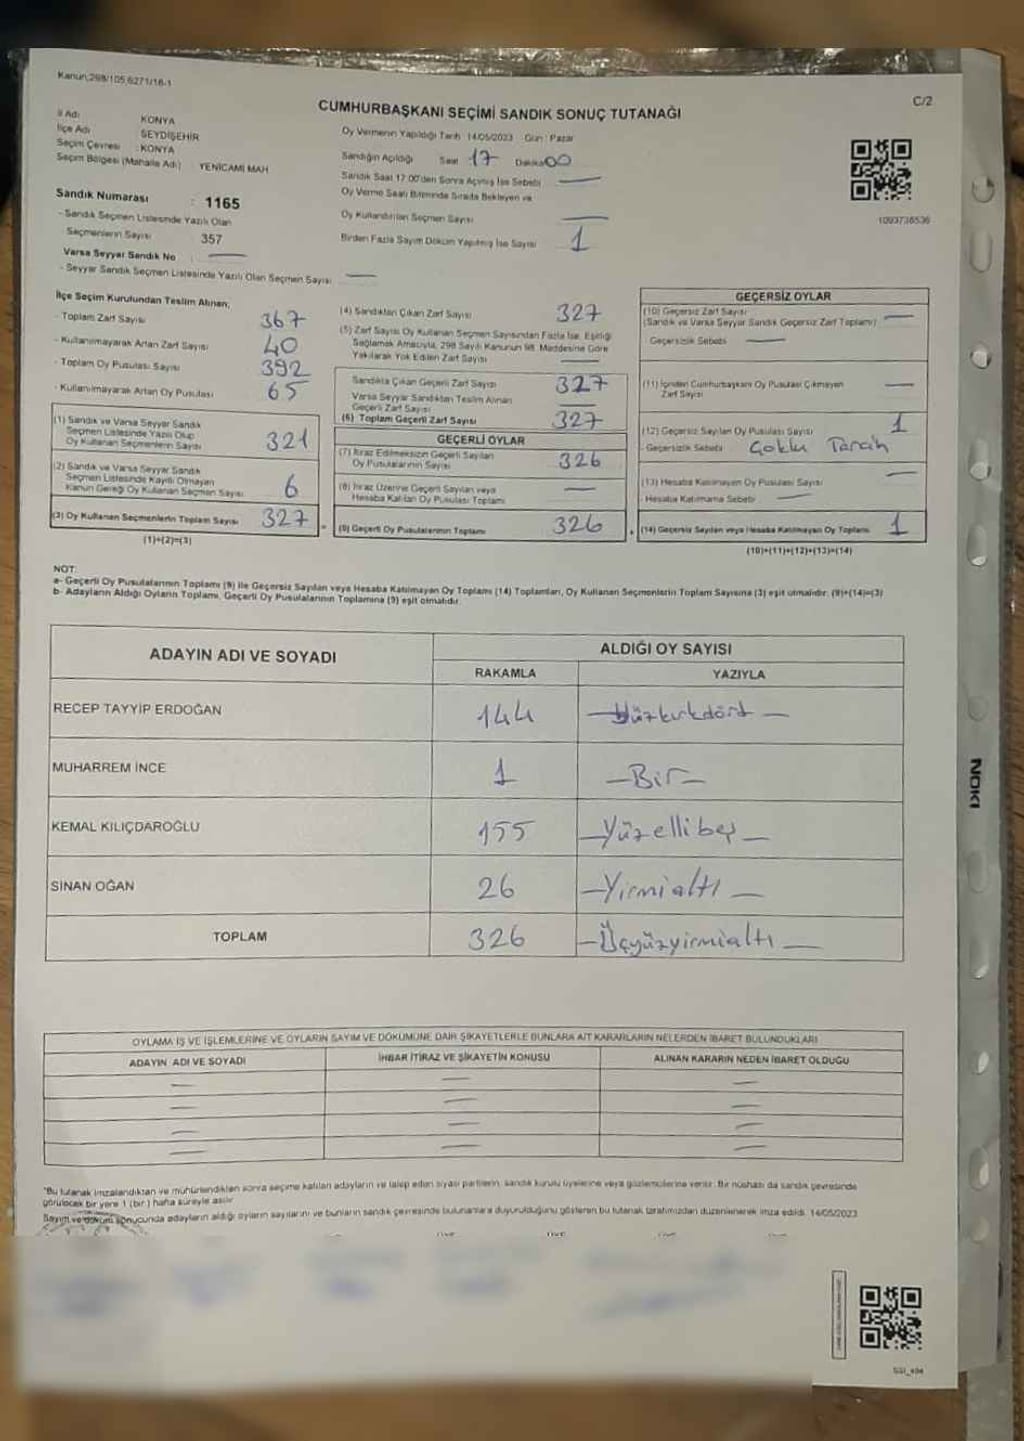 Kanun;298/105,6271/16-1
C/2
CUMHURBAŞKANI SEÇİMİ SANDIK SONUÇ TUTANAĞI
İl Adı KONYA
İlçe Adı SEYDİŞEHİR
Seçim Çevresi : KONYA
Seçim Bölgesi (Mahalle Adı) : YENİCAMİ MAH
Oy Vermenin Yapıldığı Tarih 14/05/2023 Gün : Pazar
Sandığın Açıldığı Saat 17 Dakika 00
Sandık Saat 17:00'den Sonra Açılmış İse Sebebi
Oy Verme Saati Bitiminde Sırada Bekleyen ve
Oy Kullandırılan Seçmen Sayısı
Birden Fazla Sayım Döküm Yapılmış İse Sayısı 1
1093736536
Sandık Numarası : 1165
- Sandık Seçmen Listesinde Yazılı Olan
Seçmenlerin Sayısı 357
Varsa Seyyar Sandık No :
- Seyyar Sandık Seçmen Listesinde Yazılı Olan Seçmen Sayısı :
İlçe Seçim Kurulundan Teslim Alınan;
- Toplam Zarf Sayısı 367
- Kullanılmayarak Artan Zarf Sayısı 40
- Toplam Oy Pusulası Sayısı 392
- Kullanılmayarak Artan Oy Pusulası 65
(1) Sandık ve Varsa Seyyar Sandık
Seçmen Listesinde Yazılı Olup
Oy Kullanan Seçmenlerin Sayısı 321
(2) Sandık ve Varsa Seyyar Sandık
Seçmen Listesinde Kayıtlı Olmayan
Kanun Gereği Oy Kullanan Seçmen Sayısı 6
(3) Oy Kullanan Seçmenlerin Toplam Sayısı 327
(1)+(2)=(3)
(4) Sandıktan Çıkan Zarf Sayısı 327
(5) Zarf Sayısı Oy Kullanan Seçmen Sayısından Fazla İse, Eşitliği
Sağlamak Amacıyla, 298 Sayılı Kanunun 98. Maddesine Göre
Yakılarak Yok Edilen Zarf Sayısı
Sandıkta Çıkan Geçerli Zarf Sayısı 327
Varsa Seyyar Sandıktan Teslim Alınan
Geçerli Zarf Sayısı
(6) Toplam Geçerli Zarf Sayısı 327
GEÇERLİ OYLAR
(7) İtiraz Edilmeksizin Geçerli Sayılan
Oy Pusulalarının Sayısı 326
(8) İtiraz Üzerine Geçerli Sayılan veya
Hesaba Katılan Oy Pusulası Toplamı
(9) Geçerli Oy Pusulalarının Toplamı 326
GEÇERSİZ OYLAR
(10) Geçersiz Zarf Sayısı
(Sandık ve Varsa Seyyar Sandık Geçersiz Zarf Toplamı)
Geçersizlik Sebebi
(11) İçinden Cumhurbaşkanı Oy Pusulası Çıkmayan
Zarf Sayısı
(12) Geçersiz Sayılan Oy Pusulası Sayısı 1
- Geçersizlik Sebebi Çoklu Tercih
(13) Hesaba Katılmayan Oy Pusulası Sayısı
- Hesaba Katılmama Sebebi
(14) Geçersiz Sayılan veya Hesaba Katılmayan Oy Toplamı 1
(10)+(11)+(12)+(13)=(14)
NOT:
a- Geçerli Oy Pusulalarının Toplamı (9) ile Geçersiz Sayılan veya Hesaba Katılmayan Oy Toplamı (14) Toplamları, Oy Kullanan Seçmenlerin Toplam Sayısına (3) eşit olmalıdır. (9)+(14)=(3)
b- Adayların Aldığı Oyların Toplamı, Geçerli Oy Pusulalarının Toplamına (9) eşit olmalıdır.
ADAYIN ADI VE SOYADI
ALDIĞI OY SAYISI
RAKAMLA YAZIYLA
RECEP TAYYİP ERDOĞAN 144 Yüzkırkdört
MUHARREM İNCE 1 Bir
KEMAL KILIÇDAROĞLU 155 Yüzellibeş
SİNAN OĞAN 26 Yirmialtı
TOPLAM 326 Üçyüzyirmialtı
OYLAMA İŞ VE İŞLEMLERİNE VE OYLARIN SAYIM VE DÖKÜMÜNE DAİR ŞİKAYETLERLE BUNLARA AİT KARARLARIN NELERDEN İBARET BULUNDUKLARI
ADAYIN ADI VE SOYADI İHBAR İTİRAZ VE ŞİKAYETİN KONUSU ALINAN KARARIN NEDEN İBARET OLDUĞU
*Bu tutanak imzalandıktan ve mühürlendikten sonra seçime katılan adayların ve talep eden siyasi partilerin, sandık kurulu üyelerine veya gözlemcilerine verilir. Bir nüshası da sandık çevresinde
görülecek bir yere 1 (bir) hafta süreyle asılır.
Sayım ve döküm sonucunda adayların aldığı oyların sayılarını ve bunların sandık çevresinde bulunanlara duyurulduğunu gösteren bu tutanak tarafımızdan düzenlenerek imza edildi. 14/05/2023
NOKI